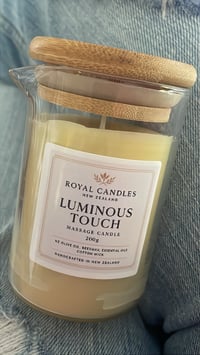 ROYAL CANDLES
NEW ZEALAND
LUMINOUS
TOUCH
MASSAGE CANDLE
200g
NZ OLIVE OIL, BEESWAX, ESSENTIAL OILS
COTTON WICK
HANDCRAFTED IN NEW ZEALAND